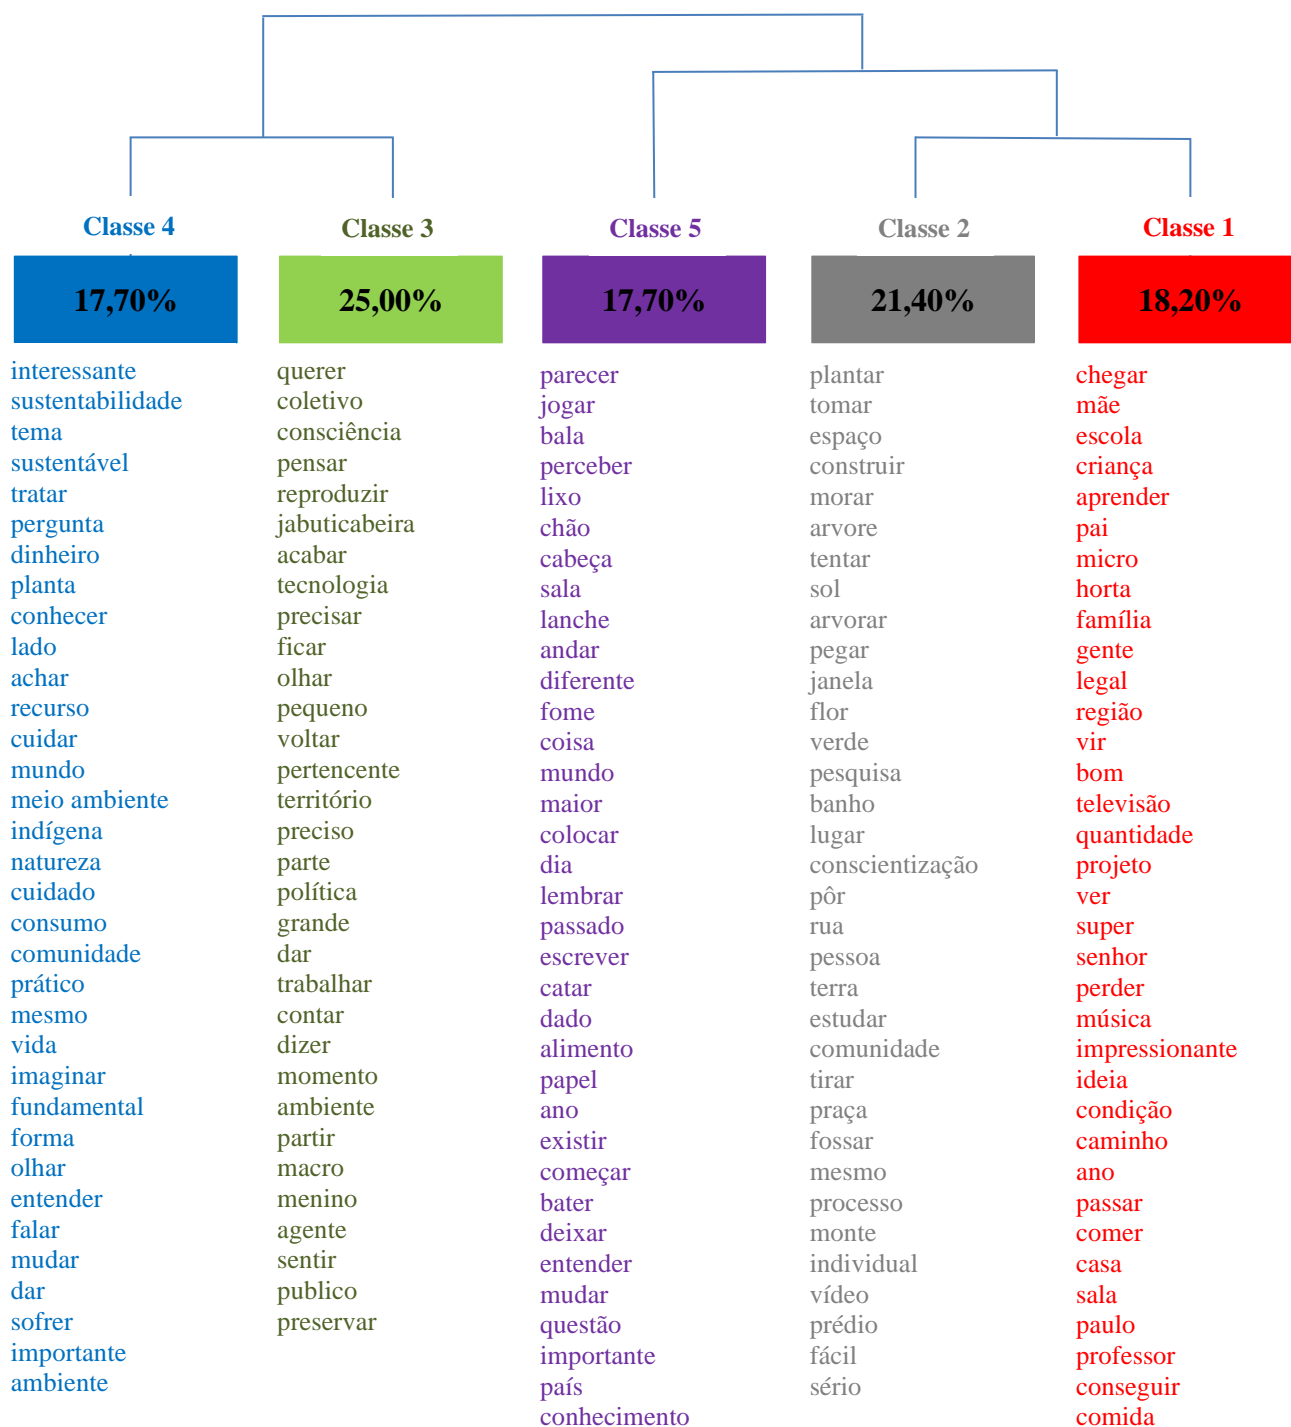 Classe 4
17,70%
interessante
sustentabilidade
tema
sustentável
tratar
pergunta
dinheiro
planta
conhecer
lado
achar
recurso
cuidar
mundo
meio ambiente
indígena
natureza
cuidado
consumo
comunidade
prático
mesmo
vida
imaginar
fundamental
forma
olhar
entender
falar
mudar
dar
sofrer
importante
ambiente
Classe 3
25,00%
querer
coletivo
consciência
pensar
reproduzir
jabuticabeira
acabar
tecnologia
precisar
ficar
olhar
pequeno
voltar
pertencente
território
preciso
parte
política
grande
dar
trabalhar
contar
dizer
momento
ambiente
partir
macro
menino
agente
sentir
publico
preservar
Classe 5
17,70%
parecer
jogar
bala
perceber
lixo
chão
cabeça
sala
lanche
andar
diferente
fome
coisa
mundo
maior
colocar
dia
lembrar
passado
escrever
catar
dado
alimento
papel
ano
existir
começar
bater
deixar
entender
mudar
questão
importante
país
conhecimento
Classe 2
21,40%
plantar
tomar
espaço
construir
morar
arvore
tentar
sol
arvorar
pegar
janela
flor
verde
pesquisa
banho
lugar
conscientização
pôr
rua
pessoa
terra
estudar
comunidade
tirar
praça
fossar
mesmo
processo
monte
individual
vídeo
prédio
fácil
sério
Classe 1
18,20%
chegar
mãe
escola
criança
aprender
pai
micro
horta
família
gente
legal
região
vir
bom
televisão
quantidade
projeto
ver
super
senhor
perder
música
impressionante
ideia
condição
caminho
ano
passar
comer
casa
sala
paulo
professor
conseguir
comida